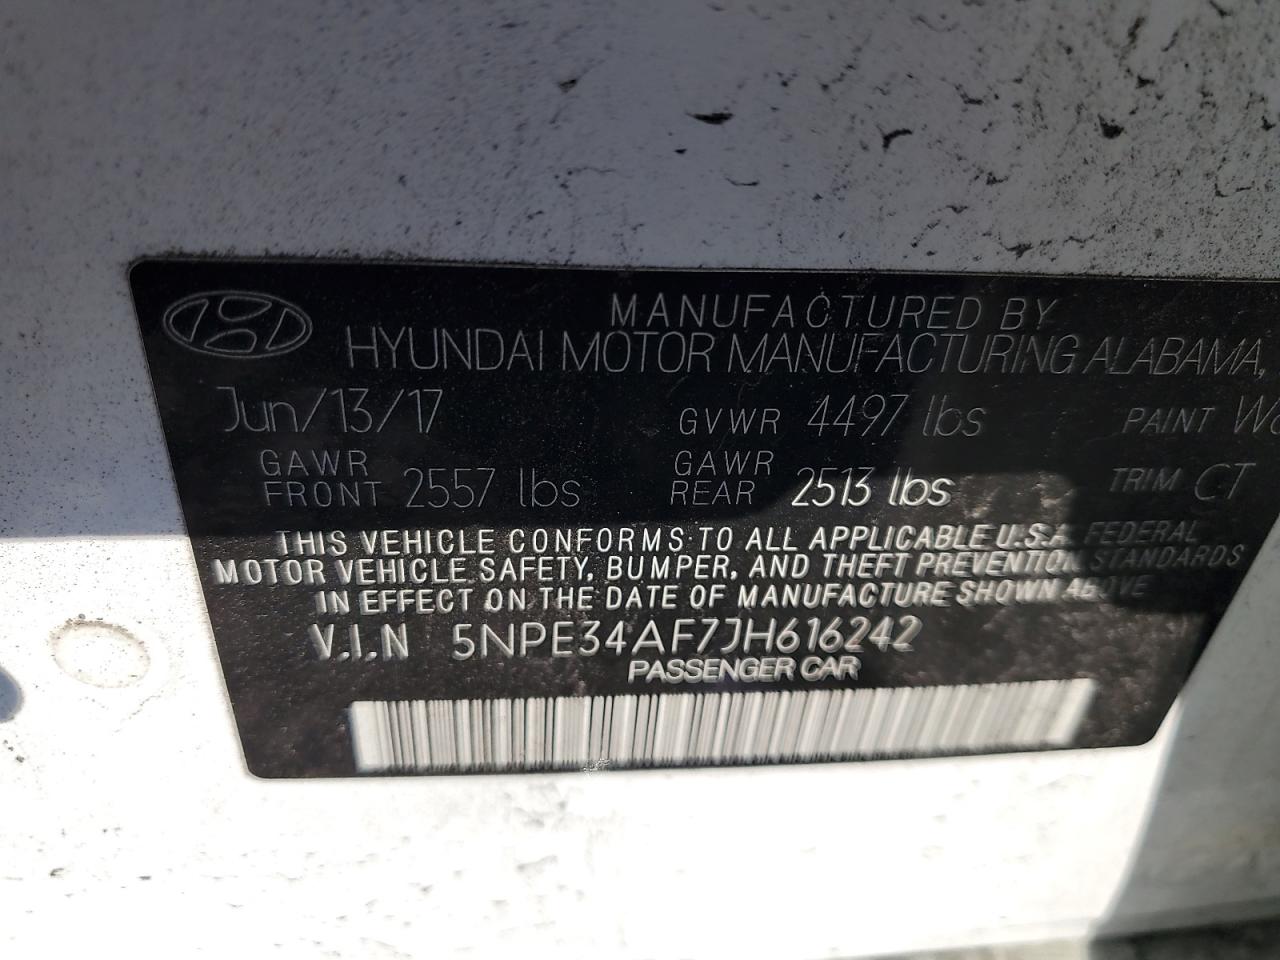 MANUFACTURED BY
HYUNDAI MOTOR MANUFACTURING ALABAMA,
Jun/13/17 GVWR 4497 lbs PAINT
GAWR FRONT 2557 lbs GAWR REAR 2513 lbs TRIM CT
THIS VEHICLE CONFORMS TO ALL APPLICABLE U.S.A. FEDERAL
MOTOR VEHICLE SAFETY, BUMPER, AND THEFT PREVENTION STANDARDS
IN EFFECT ON THE DATE OF MANUFACTURE SHOWN ABOVE
V.I.N 5NPE34AF7JH616242
PASSENGER CAR